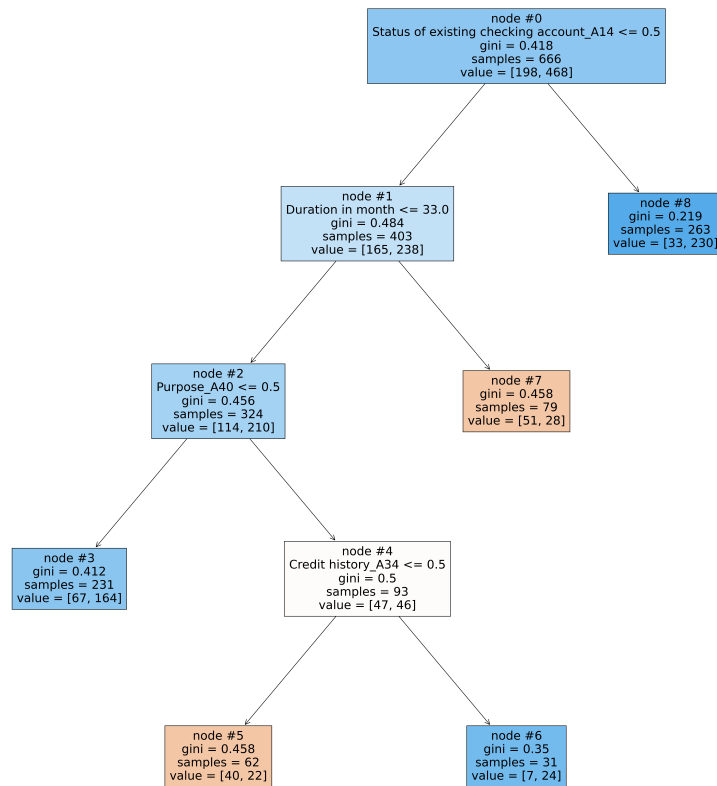 node #0
Status of existing checking account_A14 <= 0.5
gini = 0.418
samples = 666
value = [198, 468]
node #1
Duration in month <= 33.0
gini = 0.484
samples = 403
value = [165, 238]
node #8
gini = 0.219
samples = 263
value = [33, 230]
node #2
Purpose_A40 <= 0.5
gini = 0.456
samples = 324
value = [114, 210]
node #7
gini = 0.458
samples = 79
value = [51, 28]
node #3
gini = 0.412
samples = 231
value = [67, 164]
node #4
Credit history_A34 <= 0.5
gini = 0.5
samples = 93
value = [47, 46]
node #5
gini = 0.458
samples = 62
value = [40, 22]
node #6
gini = 0.35
samples = 31
value = [7, 24]